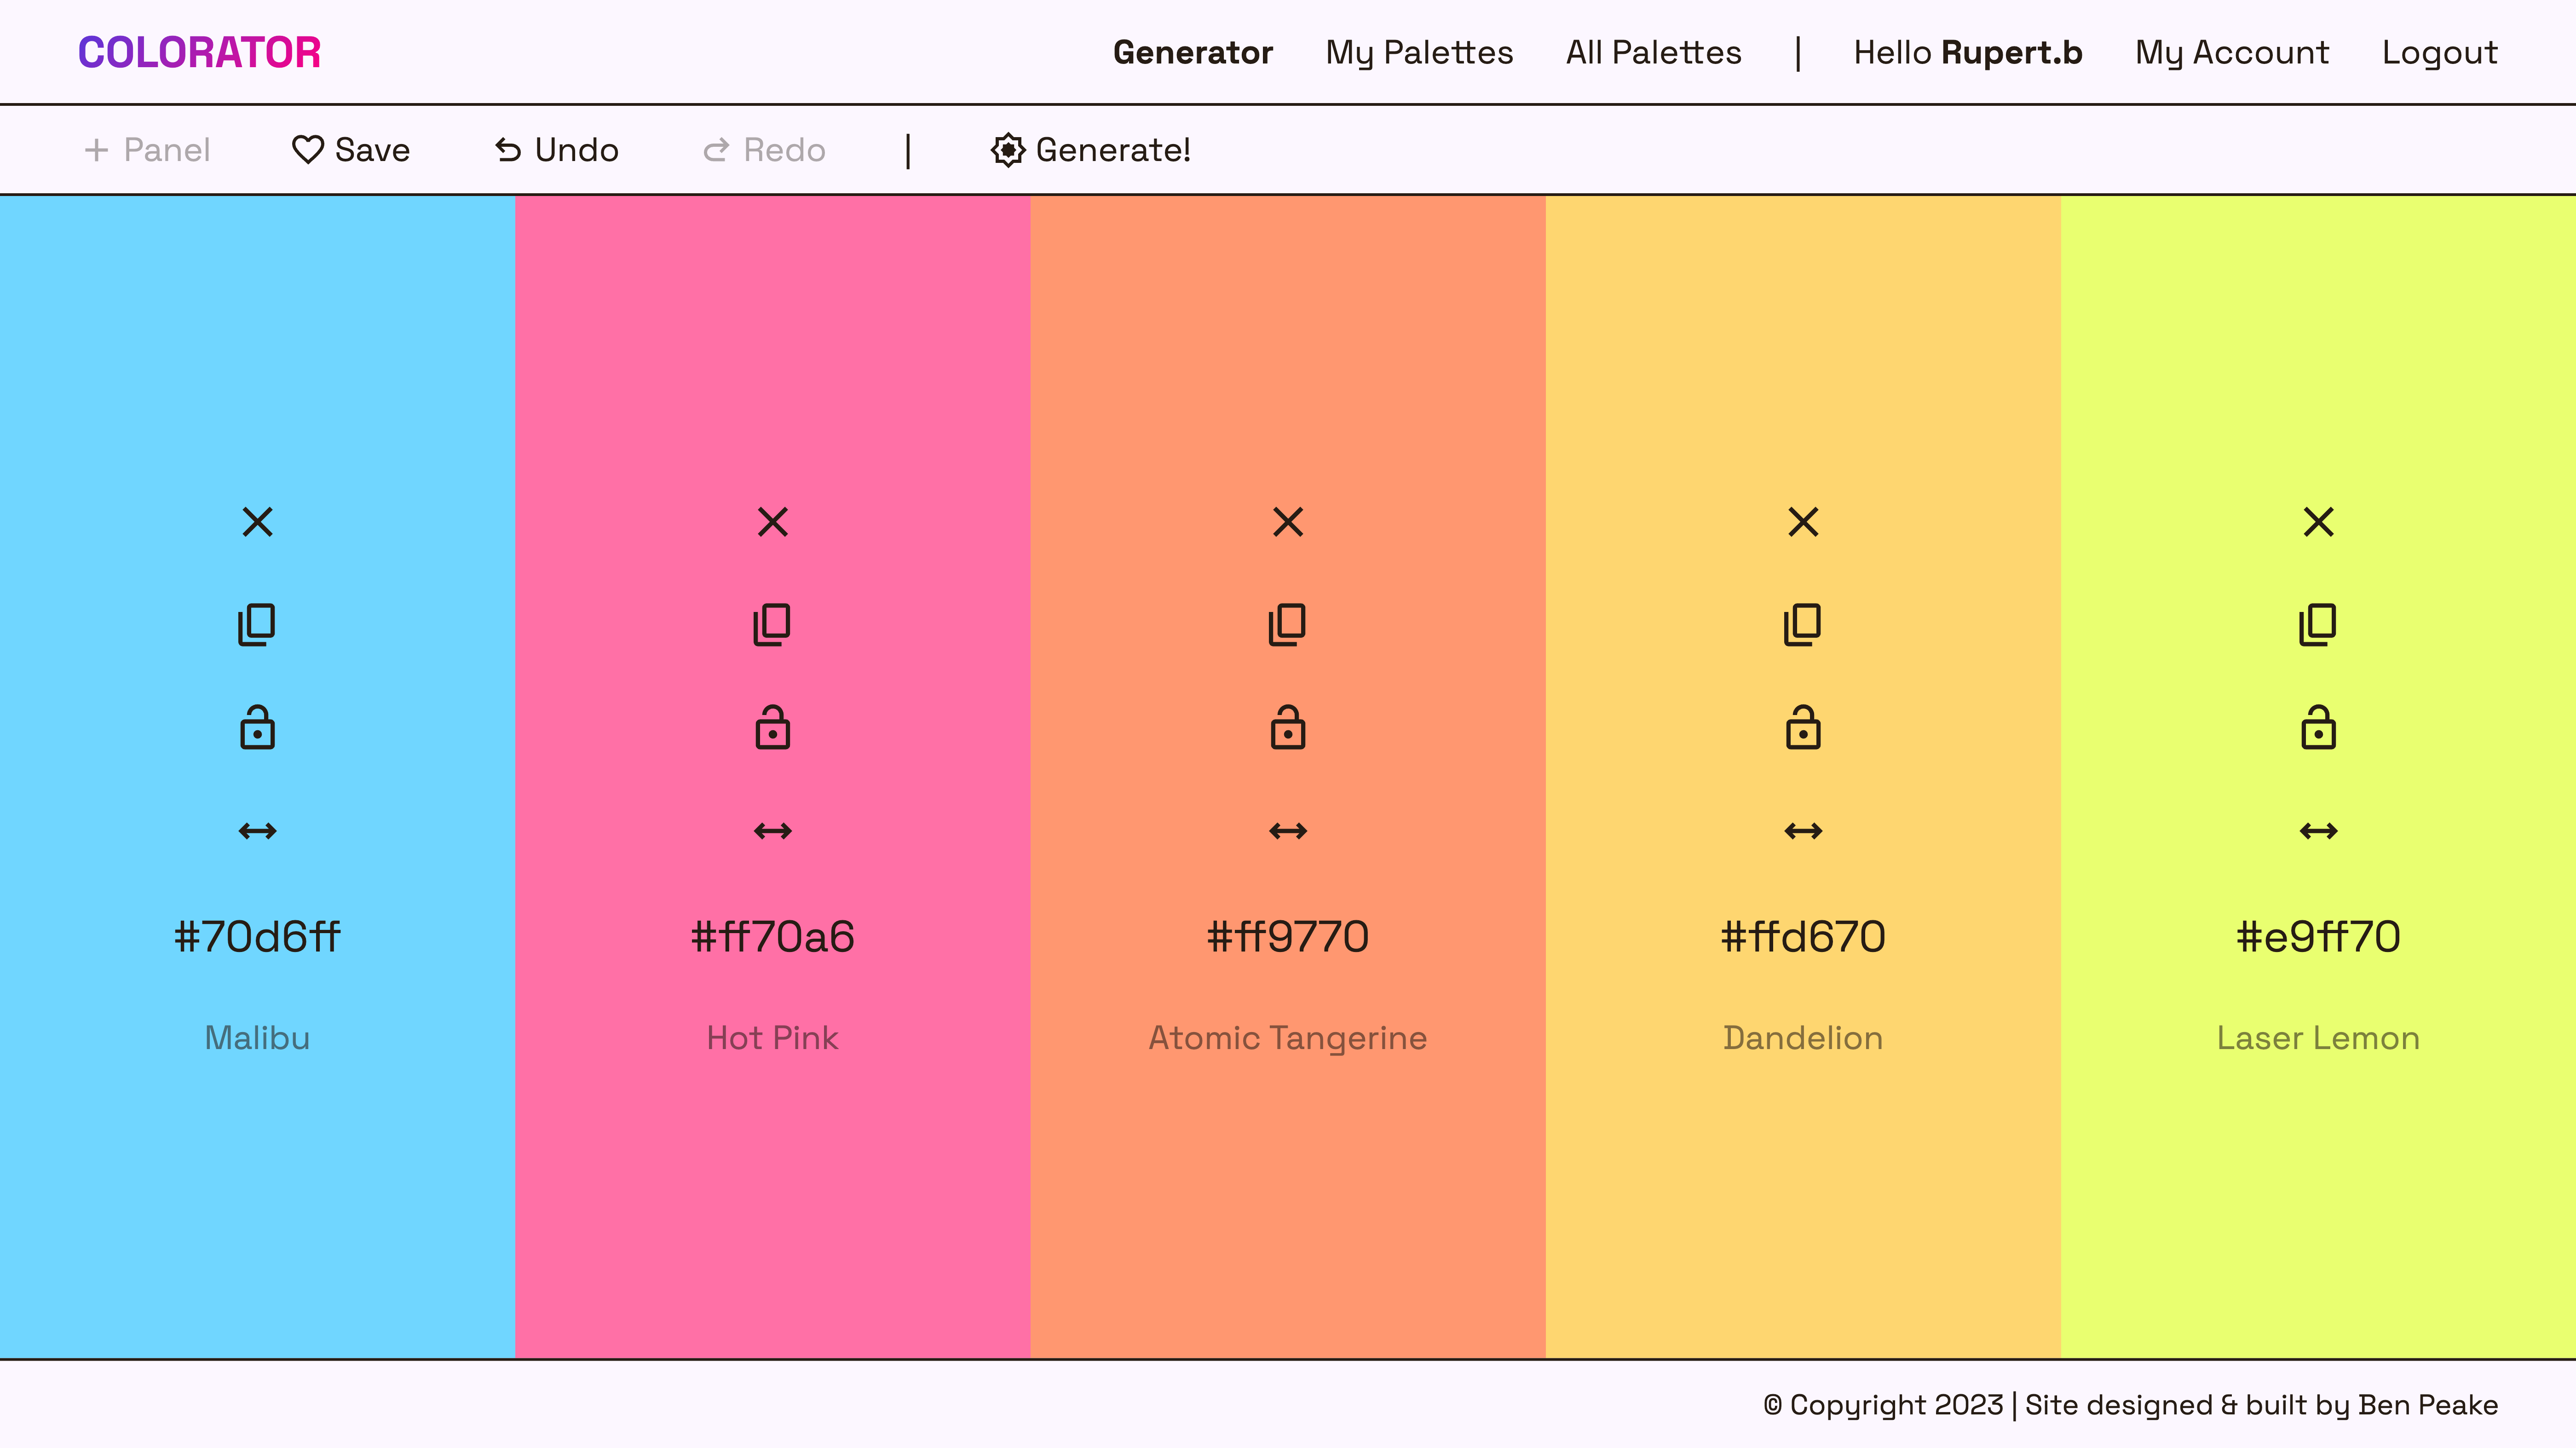 COLORATOR
Generator My Palettes All Palettes | Hello Rupert.b My Account Logout
+ Panel Save Undo Redo | Generate!
#70d6ff #ff70a6 #ff9770 #ffd670 #e9ff70
Malibu Hot Pink Atomic Tangerine Dandelion Laser Lemon
© Copyright 2023 | Site designed & built by Ben Peake